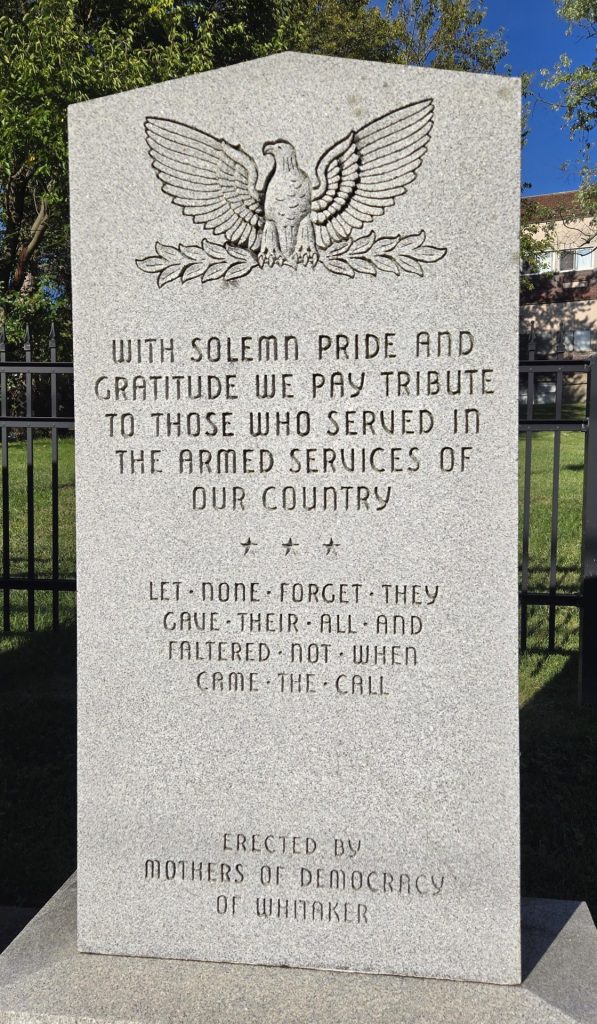 WITH SOLEMN PRIDE AND
GRATITUDE WE PAY TRIBUTE
TO THOSE WHO SERVED IN
THE ARMED SERVICES OF
OUR COUNTRY
LET · NONE · FORGET · THEY
GAVE · THEIR · ALL · AND
FALTERED · NOT · WHEN
CAME · THE · CALL
ERECTED BY
MOTHERS OF DEMOCRACY
OF WHITAKER